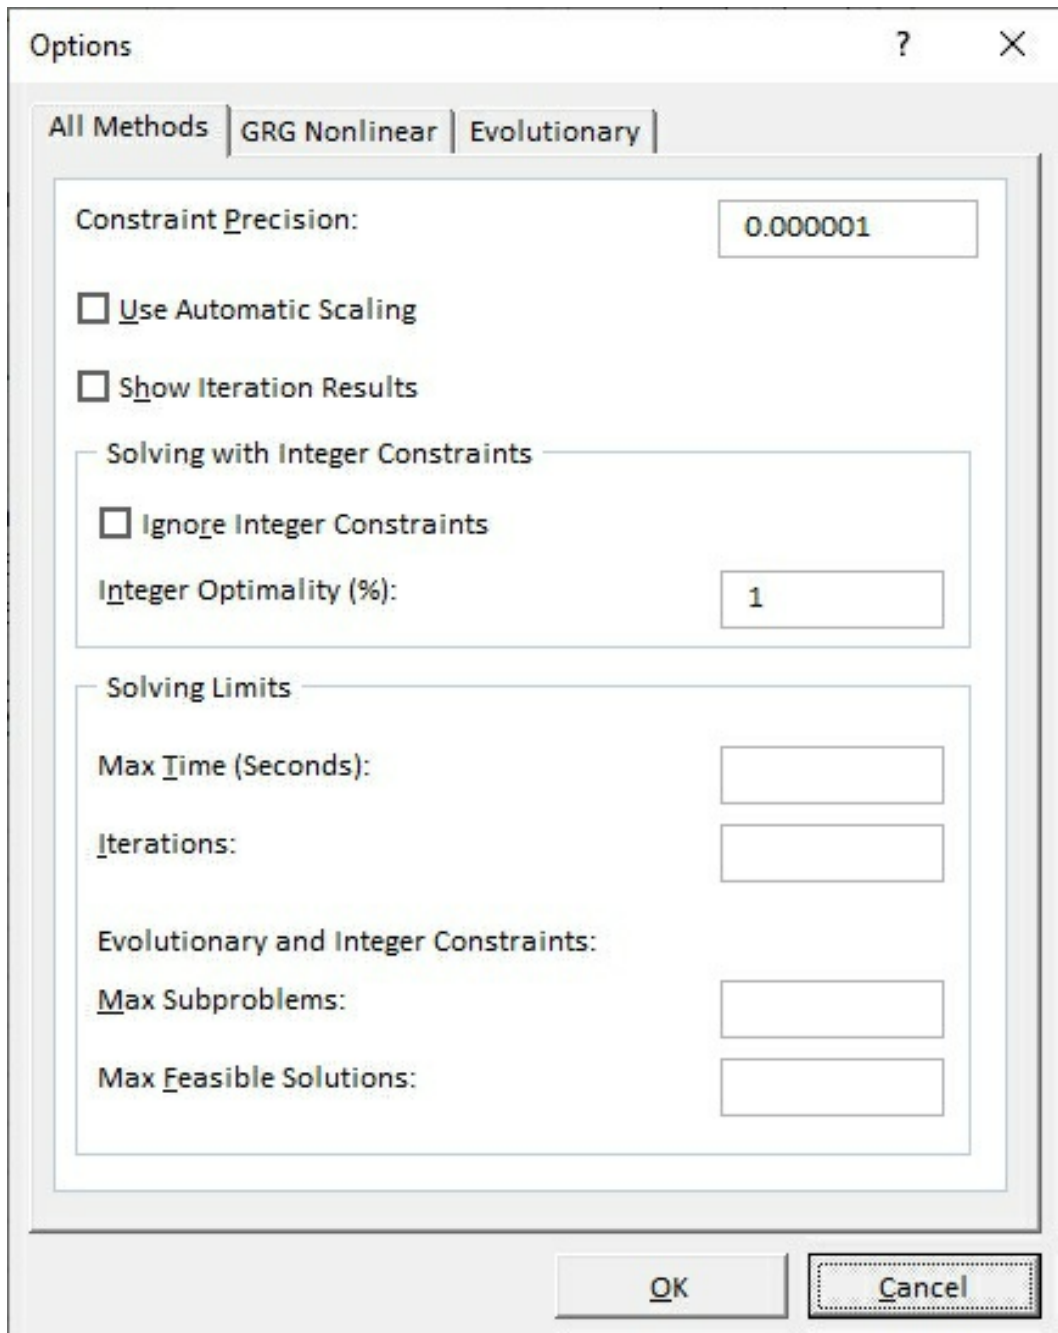 Options
?
All Methods GRG Nonlinear Evolutionary
Constraint Precision: 0.000001
Use Automatic Scaling
Show Iteration Results
Solving with Integer Constraints
Ignore Integer Constraints
Integer Optimality (%): 1
Solving Limits
Max Time (Seconds):
Iterations:
Evolutionary and Integer Constraints:
Max Subproblems:
Max Feasible Solutions:
OK Cancel